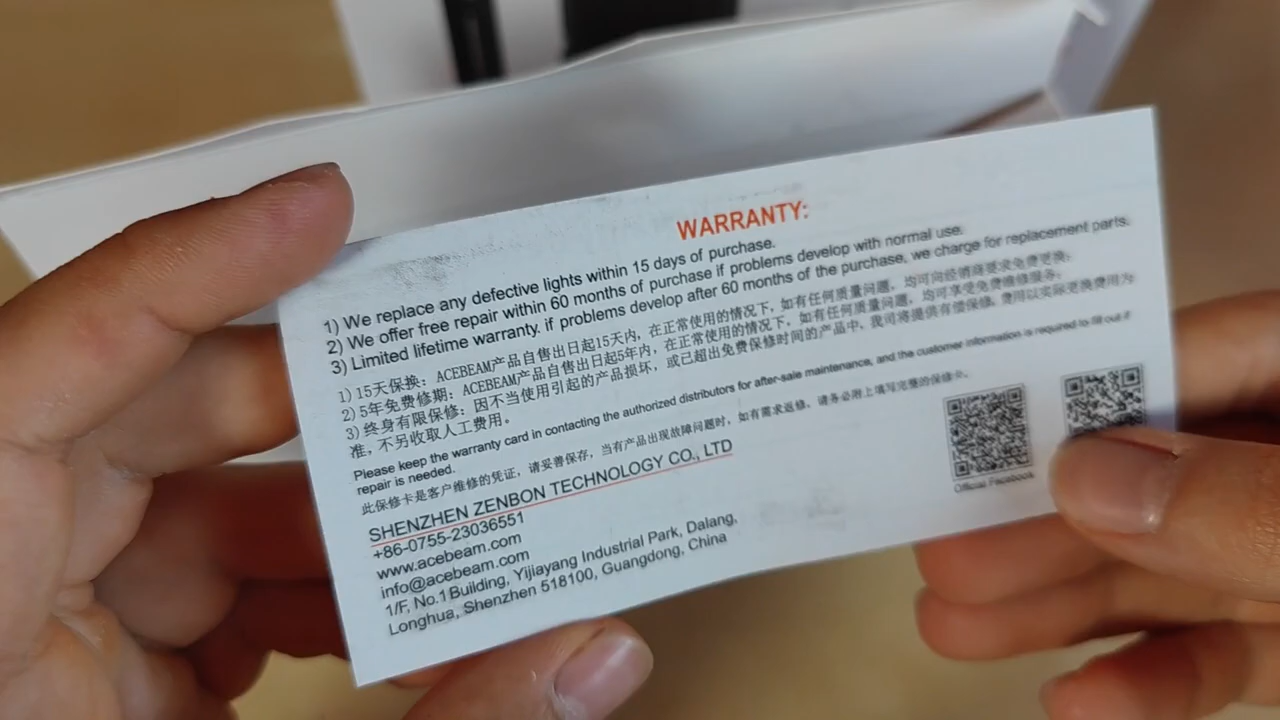 WARRANTY:
1) We replace any defective lights within 15 days of purchase.
2) We offer free repair within 60 months of purchase if problems develop with normal use.
3) Limited lifetime warranty. if problems develop after 60 months of the purchase, we charge for replacement parts.
1) 15天保换：ACEBEAM产品自售出日起15天内，在正常使用的情况下，如有任何质量问题，均可向经销商要求免费更换；
2) 5年免费修期：ACEBEAM产品自售出日起5年内，在正常使用的情况下，如有任何质量问题，均可享受免费维修服务；
3) 终身有限保修：因不当使用引起的产品损坏，或已超出免费保修时间的产品中，我司将提供有偿保修，费用以实际更换费用为
准，不另收取人工费用。
Please keep the warranty card in contacting the authorized distributors for after-sale maintenance, and the customer information is required to fill out if
repair is needed.
此保修卡是客户维修的凭证，请妥善保存，当有产品出现故障问题时，如有需求返修，请务必附上填写完整的保修卡。
SHENZHEN ZENBON TECHNOLOGY CO., LTD
+86-0755-23036551
www.acebeam.com
info@acebeam.com
1/F, No.1 Building, Yijiayang Industrial Park, Dalang,
Longhua, Shenzhen 518100, Guangdong, China
Official Facebook